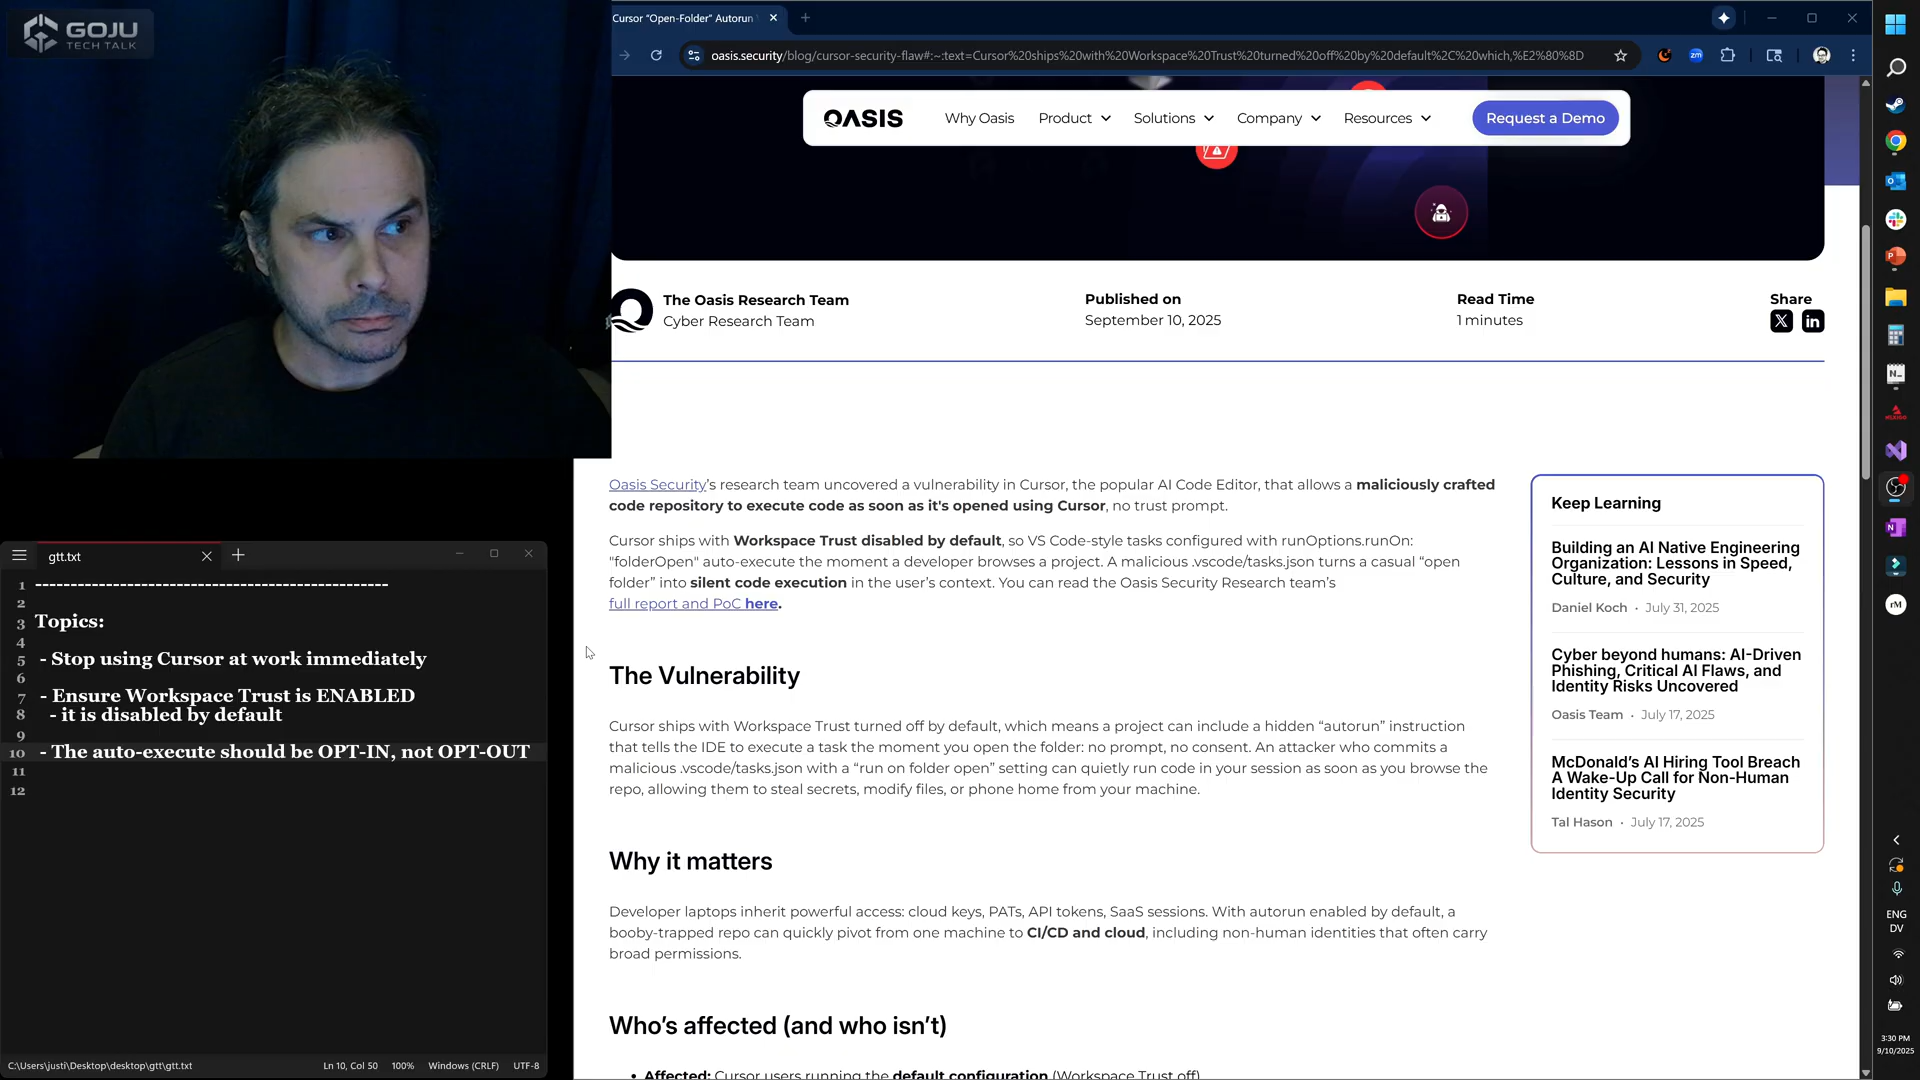 GOJU
TECH TALK
Cursor “Open-Folder” Autorun
oasis.security/blog/cursor-security-flaw#:~:text=Cursor%20ships%20with%20Workspace%20Trust%20turned%20off%20by%20default%2C%20which,%E2%80%8D
OASIS
Why Oasis
Product
Solutions
Company
Resources
Request a Demo
The Oasis Research Team
Cyber Research Team
Published on
September 10, 2025
Read Time
1 minutes
Share
Oasis Security’s research team uncovered a vulnerability in Cursor, the popular AI Code Editor, that allows a maliciously crafted
code repository to execute code as soon as it's opened using Cursor, no trust prompt.
Cursor ships with Workspace Trust disabled by default, so VS Code-style tasks configured with runOptions.runOn:
"folderOpen" auto-execute the moment a developer browses a project. A malicious .vscode/tasks.json turns a casual “open
folder” into silent code execution in the user’s context. You can read the Oasis Security Research team’s
full report and PoC here.
The Vulnerability
Cursor ships with Workspace Trust turned off by default, which means a project can include a hidden “autorun” instruction
that tells the IDE to execute a task the moment you open the folder: no prompt, no consent. An attacker who commits a
malicious .vscode/tasks.json with a “run on folder open” setting can quietly run code in your session as soon as you browse the
repo, allowing them to steal secrets, modify files, or phone home from your machine.
Why it matters
Developer laptops inherit powerful access: cloud keys, PATs, API tokens, SaaS sessions. With autorun enabled by default, a
booby-trapped repo can quickly pivot from one machine to CI/CD and cloud, including non-human identities that often carry
broad permissions.
Who’s affected (and who isn’t)
• Affected: Cursor users running the default configuration (Workspace Trust off)
Keep Learning
Building an AI Native Engineering
Organization: Lessons in Speed,
Culture, and Security
Daniel Koch • July 31, 2025
Cyber beyond humans: AI-Driven
Phishing, Critical AI Flaws, and
Identity Risks Uncovered
Oasis Team • July 17, 2025
McDonald’s AI Hiring Tool Breach
A Wake-Up Call for Non-Human
Identity Security
Tal Hason • July 17, 2025
gtt.txt
1 --------------------------------------------------
2
3 Topics:
4
5 - Stop using Cursor at work immediately
6
7 - Ensure Workspace Trust is ENABLED
8 - it is disabled by default
9
10 - The auto-execute should be OPT-IN, not OPT-OUT
11
12
C:\Users\justi\Desktop\desktop\gtt\gtt.txt
Ln 10, Col 50
100%
Windows (CRLF)
UTF-8
zm
N
rM
ENG
DV
3:30 PM
9/10/2025